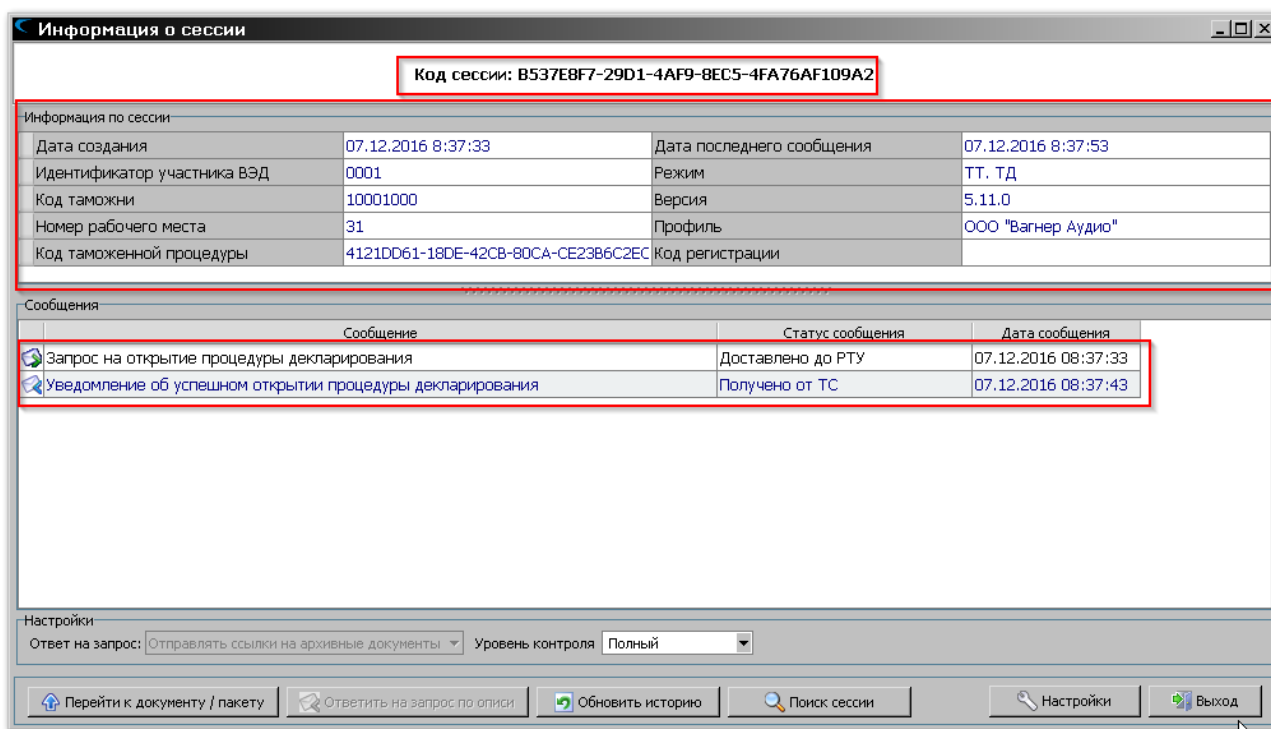 Информация о сессии
Код сессии: B537E8F7-29D1-4AF9-8EC5-4FA76AF109A2
Информация по сессии
Дата создания 07.12.2016 8:37:33 Дата последнего сообщения 07.12.2016 8:37:53
Идентификатор участника ВЭД 0001 Режим ТТ. ТД
Код таможни 10001000 Версия 5.11.0
Номер рабочего места 31 Профиль ООО "Вагнер Аудио"
Код таможенной процедуры 4121DD61-18DE-42CB-80CA-CE23B6C2EC Код регистрации
Сообщения
Сообщение Статус сообщения Дата сообщения
Запрос на открытие процедуры декларирования Доставлено до РТУ 07.12.2016 08:37:33
Уведомление об успешном открытии процедуры декларирования Получено от ТС 07.12.2016 08:37:43
Настройки
Ответ на запрос: Отправлять ссылки на архивные документы Уровень контроля Полный
Перейти к документу / пакету Ответить на запрос по описи Обновить историю Поиск сессии Настройки Выход